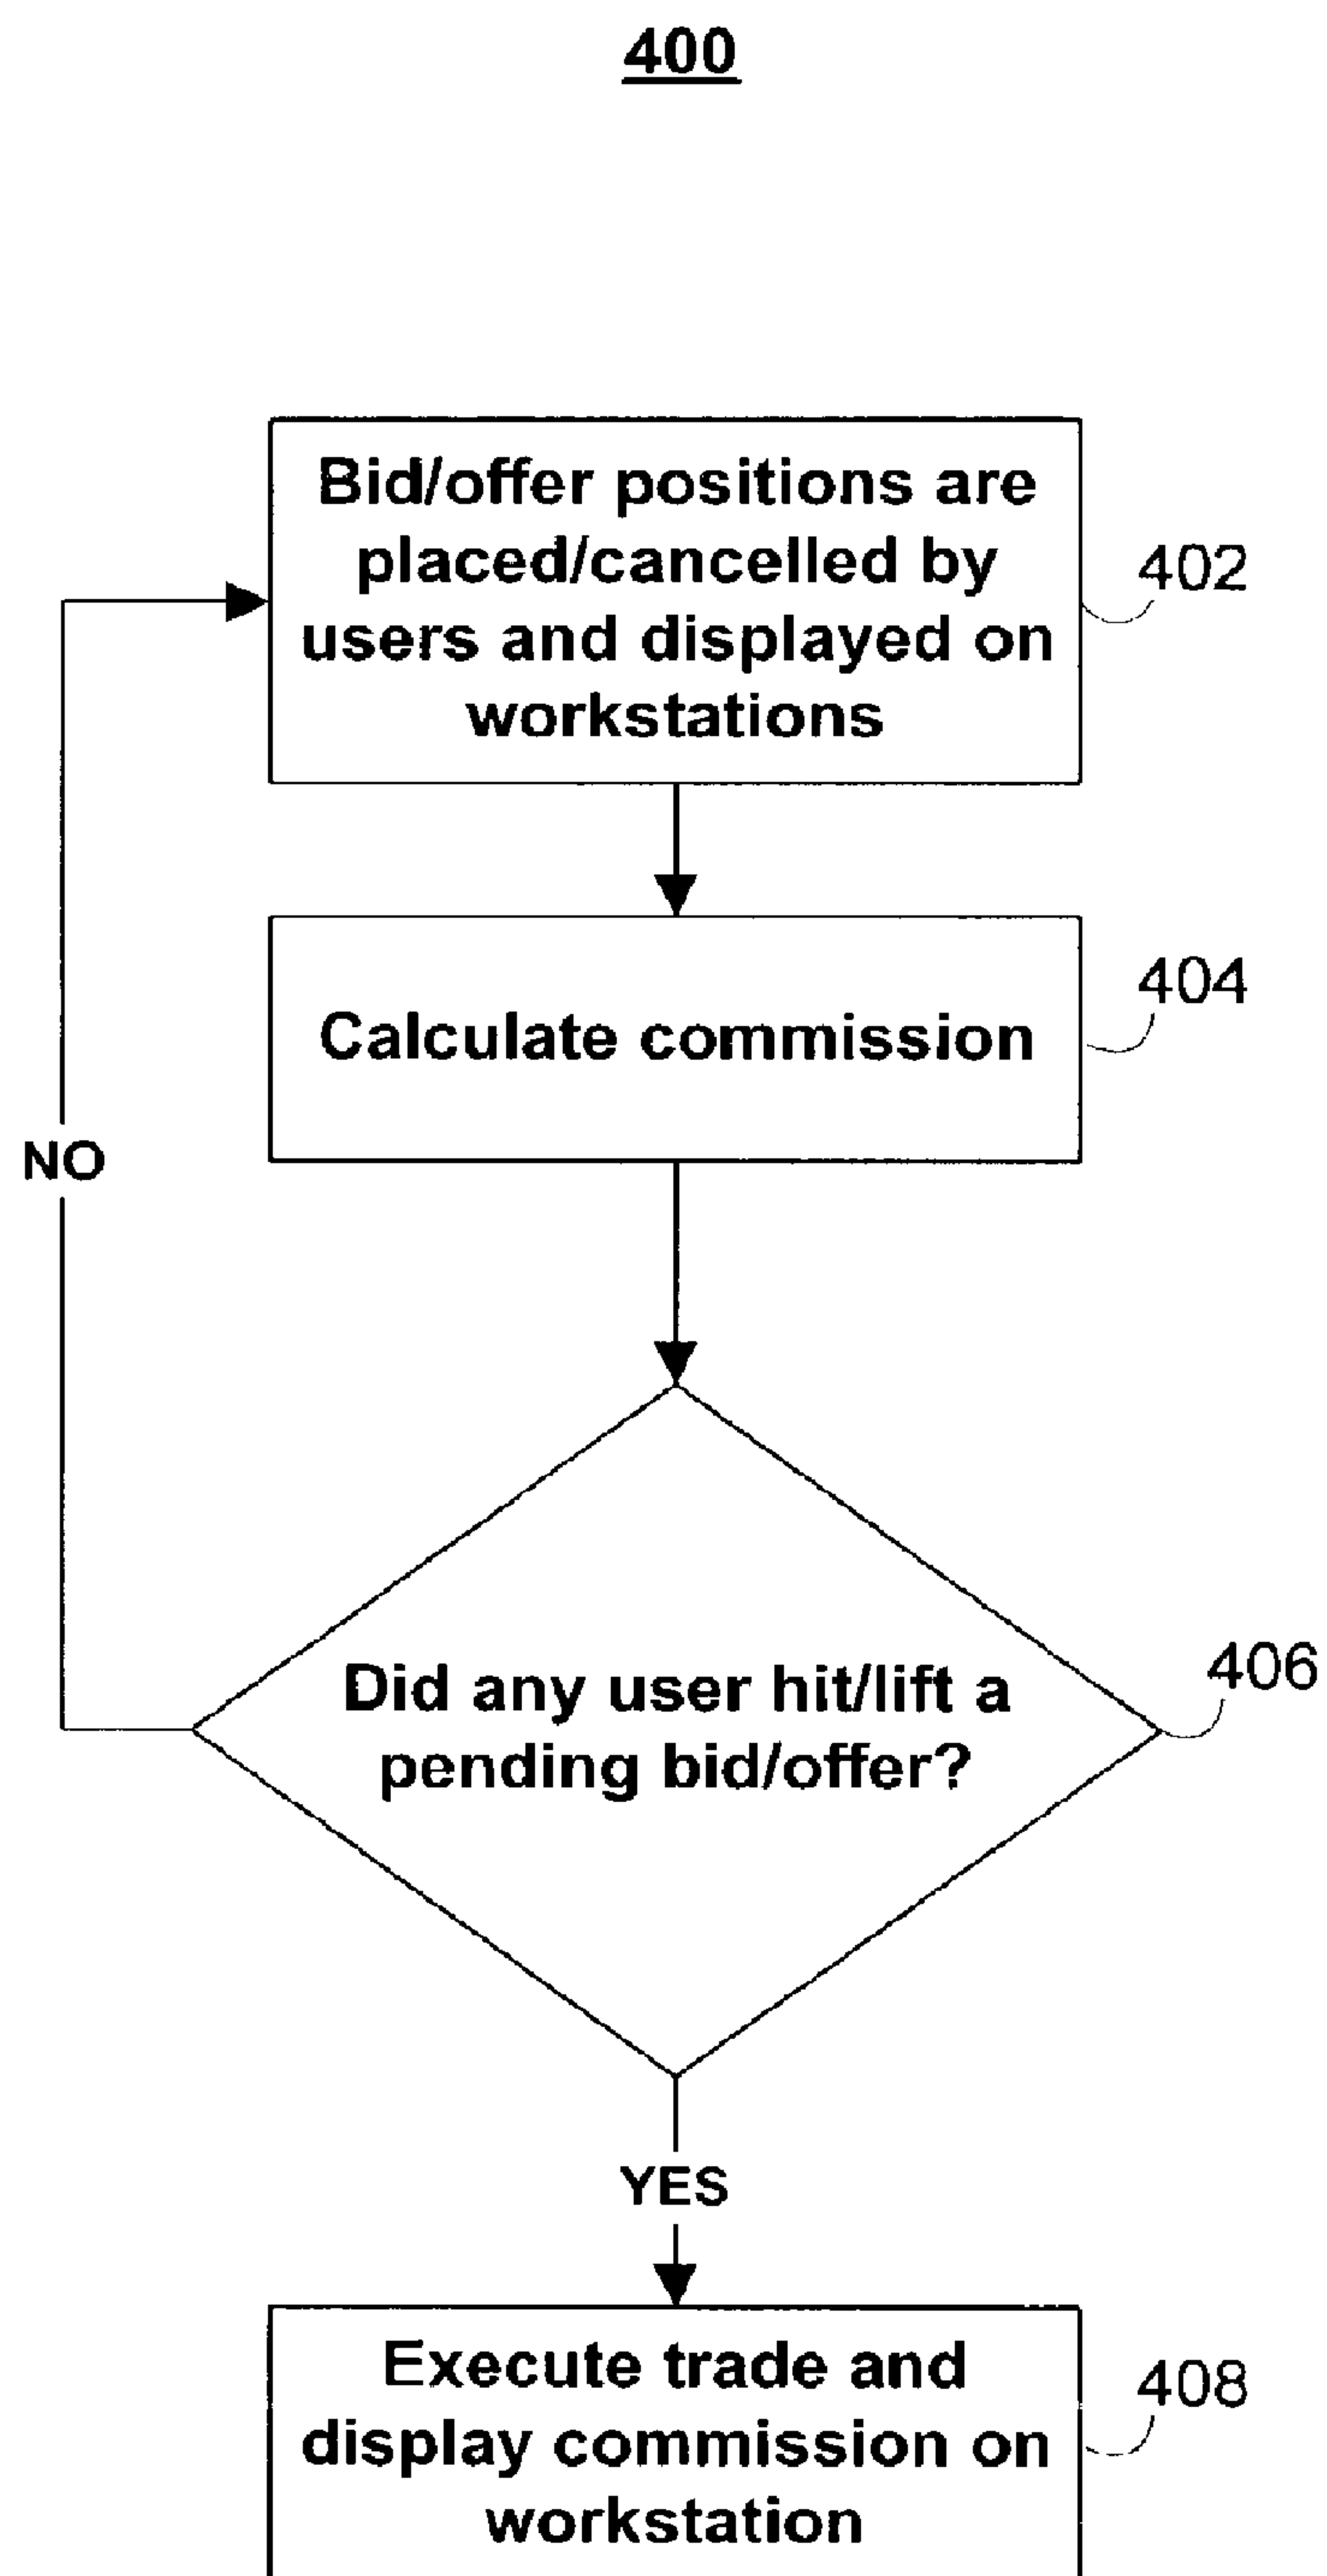 400
Bid/offer positions are
placed/cancelled by
users and displayed on
workstations
402
Calculate commission
404
NO
Did any user hit/lift a
pending bid/offer?
406
YES
Execute trade and
display commission on
workstation
408